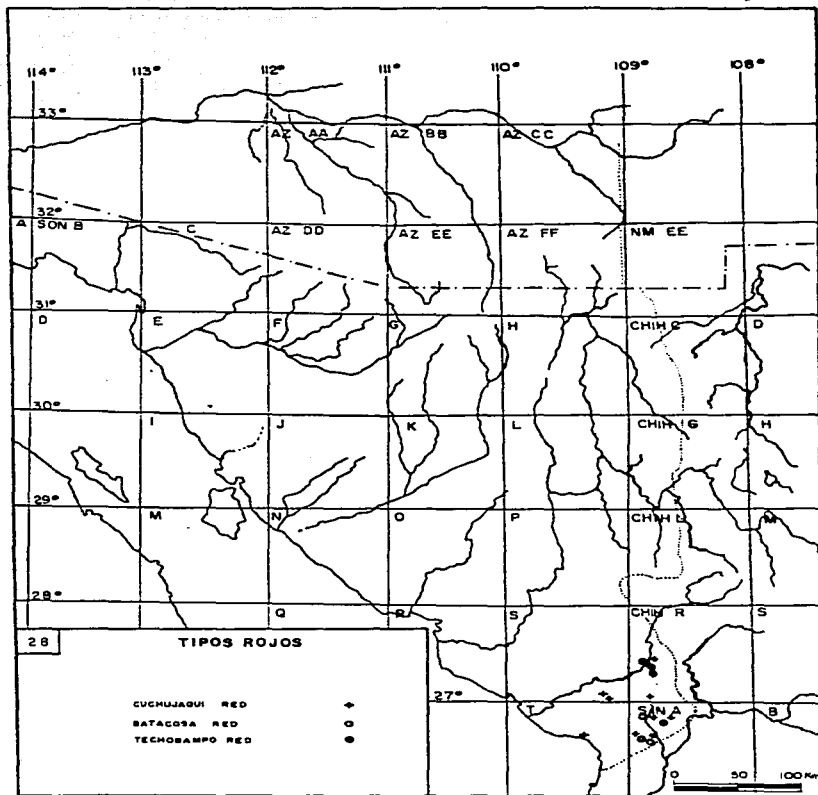 114° 113° 112° 111° 110° 109° 108°
33° AZ AA AZ BB AZ CC
32° A SON B C AZ DD AZ EE AZ FF NM EE
31° D E F G H CHIH C D
30° I J K L CHIH G H
29° M N O P CHIH L M
28° Q R S CHIH R S
28 TIPOS ROJOS
27° T SIN A B
CUCHUJAQUI RED
BATACOSA RED
TECHOBAMPO RED
0 50 100 Km